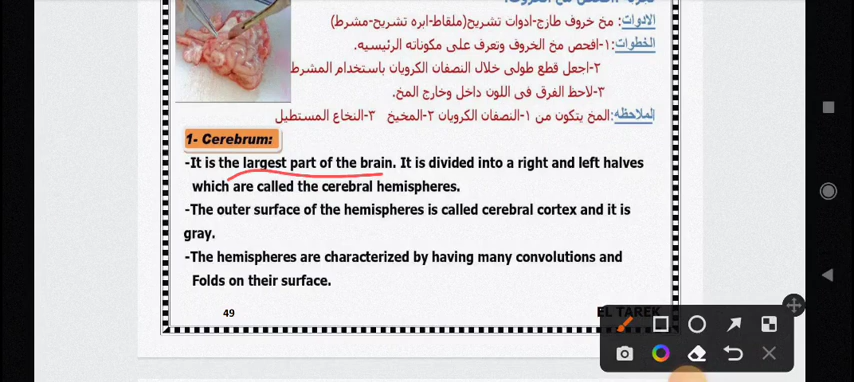 الادوات: مخ خروف طازج-ادوات تشريح(ملقاط-ابره تشريح-مشرط)
الخطوات:١-افحص مخ الخروف وتعرف على مكوناته الرئيسيه.
٢-اجعل قطع طولى خلال النصفان الكرويان باستخدام المشرط
٣-لاحظ الفرق فى اللون داخل وخارج المخ.
الملاحظه:المخ يتكون من ١-النصفان الكرويان ٢-المخيخ ٣-النخاع المستطيل
1- Cerebrum:
-It is the largest part of the brain. It is divided into a right and left halves
which are called the cerebral hemispheres.
-The outer surface of the hemispheres is called cerebral cortex and it is
gray.
-The hemispheres are characterized by having many convolutions and
Folds on their surface.
49
EL TAREK